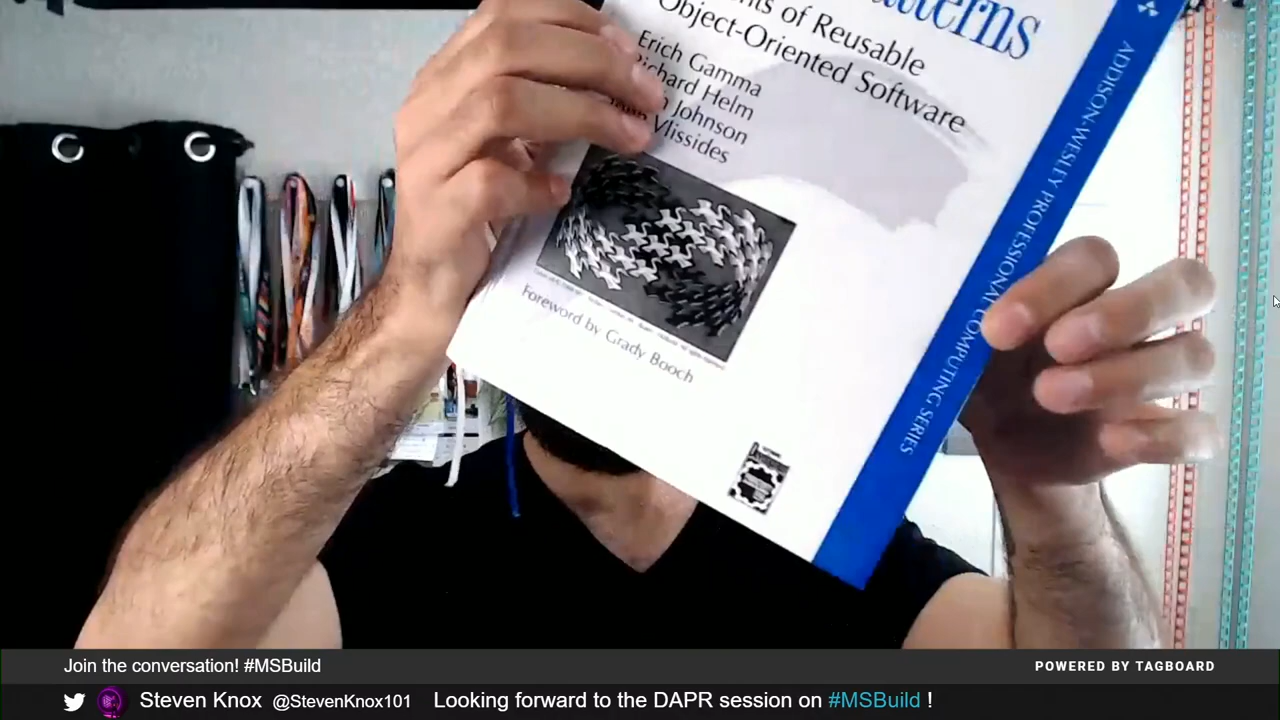 Patterns
nts of Reusable
Object-Oriented Software
Erich Gamma
Richard Helm
Johnson
Vlissides
Foreword by Grady Booch
ADDISON-WESLEY PROFESSIONAL COMPUTING SERIES
Join the conversation! #MSBuild
POWERED BY TAGBOARD
Steven Knox @StevenKnox101 Looking forward to the DAPR session on #MSBuild !